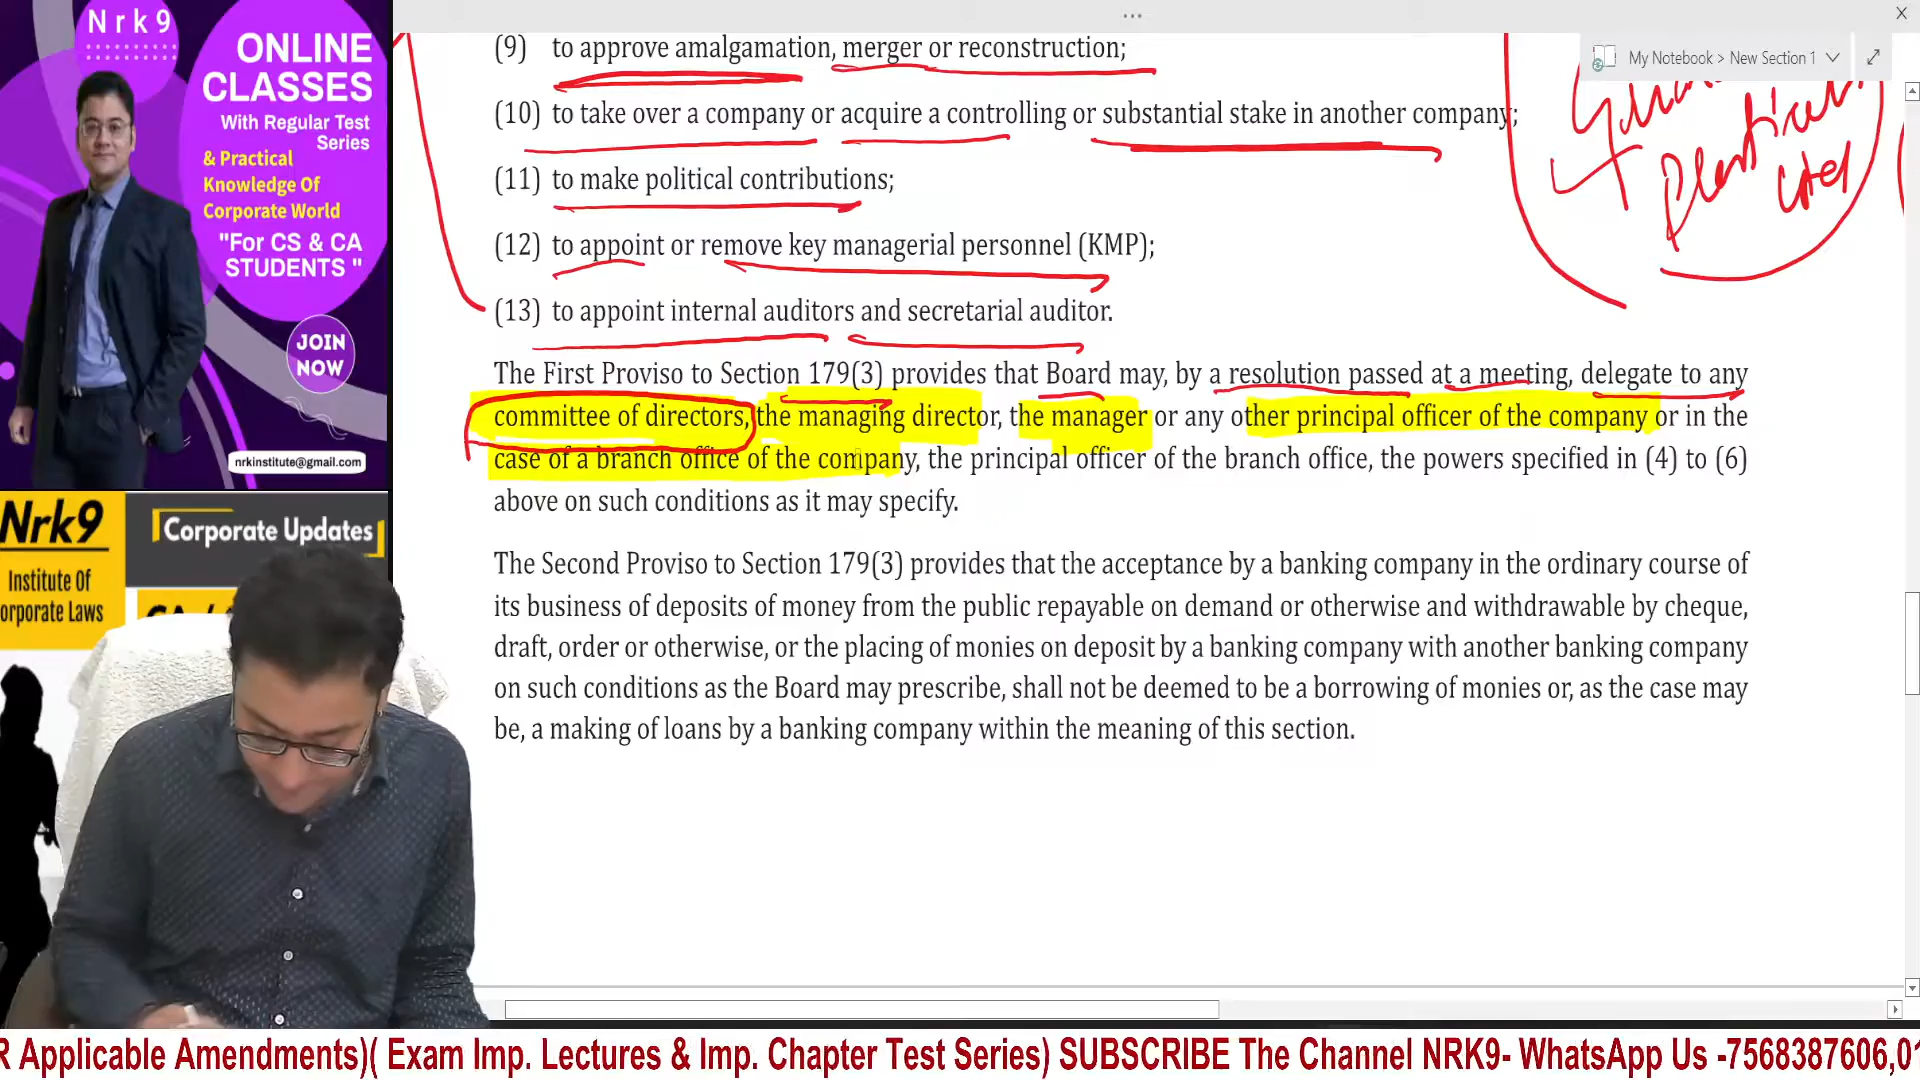 Nrk9
ONLINE
CLASSES
With Regular Test
Series
& Practical
Knowledge Of
Corporate World
"For CS & CA
STUDENTS "
JOIN
NOW
nrkinstitute@gmail.com
Nrk9
Institute Of
orporate Laws
Corporate Updates
...
My Notebook > New Section 1
(9) to approve amalgamation, merger or reconstruction;
(10) to take over a company or acquire a controlling or substantial stake in another company;
(11) to make political contributions;
(12) to appoint or remove key managerial personnel (KMP);
(13) to appoint internal auditors and secretarial auditor.
The First Proviso to Section 179(3) provides that Board may, by a resolution passed at a meeting, delegate to any
committee of directors, the managing director, the manager or any other principal officer of the company or in the
case of a branch office of the company, the principal officer of the branch office, the powers specified in (4) to (6)
above on such conditions as it may specify.
The Second Proviso to Section 179(3) provides that the acceptance by a banking company in the ordinary course of
its business of deposits of money from the public repayable on demand or otherwise and withdrawable by cheque,
draft, order or otherwise, or the placing of monies on deposit by a banking company with another banking company
on such conditions as the Board may prescribe, shall not be deemed to be a borrowing of monies or, as the case may
be, a making of loans by a banking company within the meaning of this section.
R Applicable Amendments)( Exam Imp. Lectures & Imp. Chapter Test Series) SUBSCRIBE The Channel NRK9- WhatsApp Us -7568387606,01